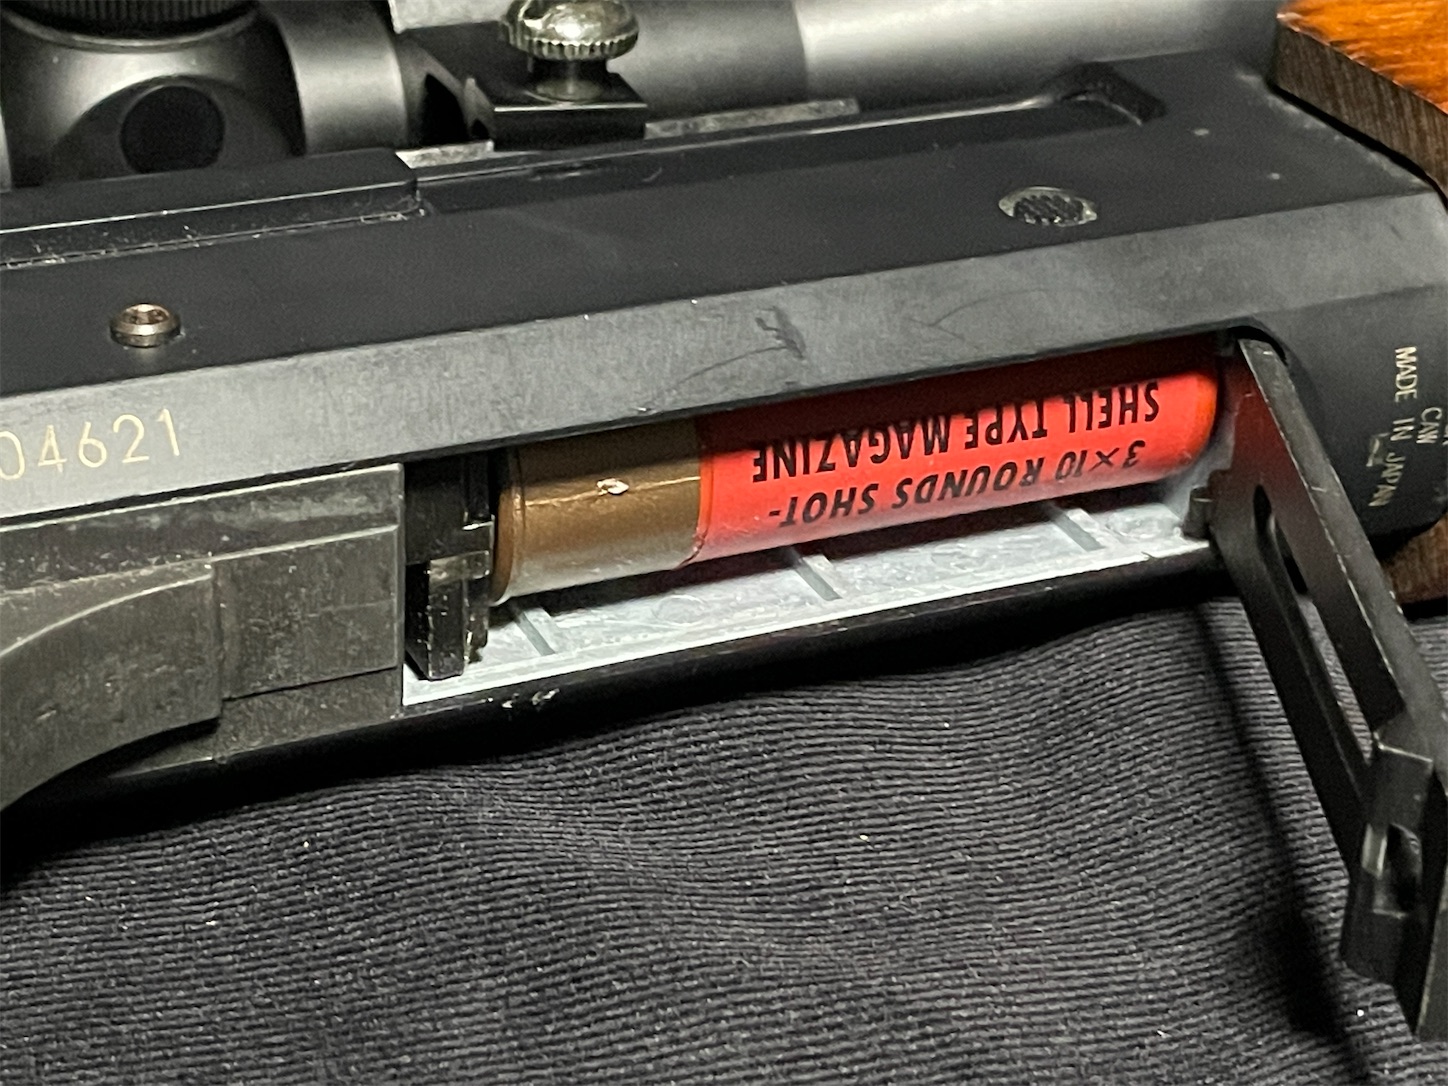 04621
3×10 ROUNDS SHOT-
SHELL TYPE MAGAZINE
CAW
MADE IN JAPAN